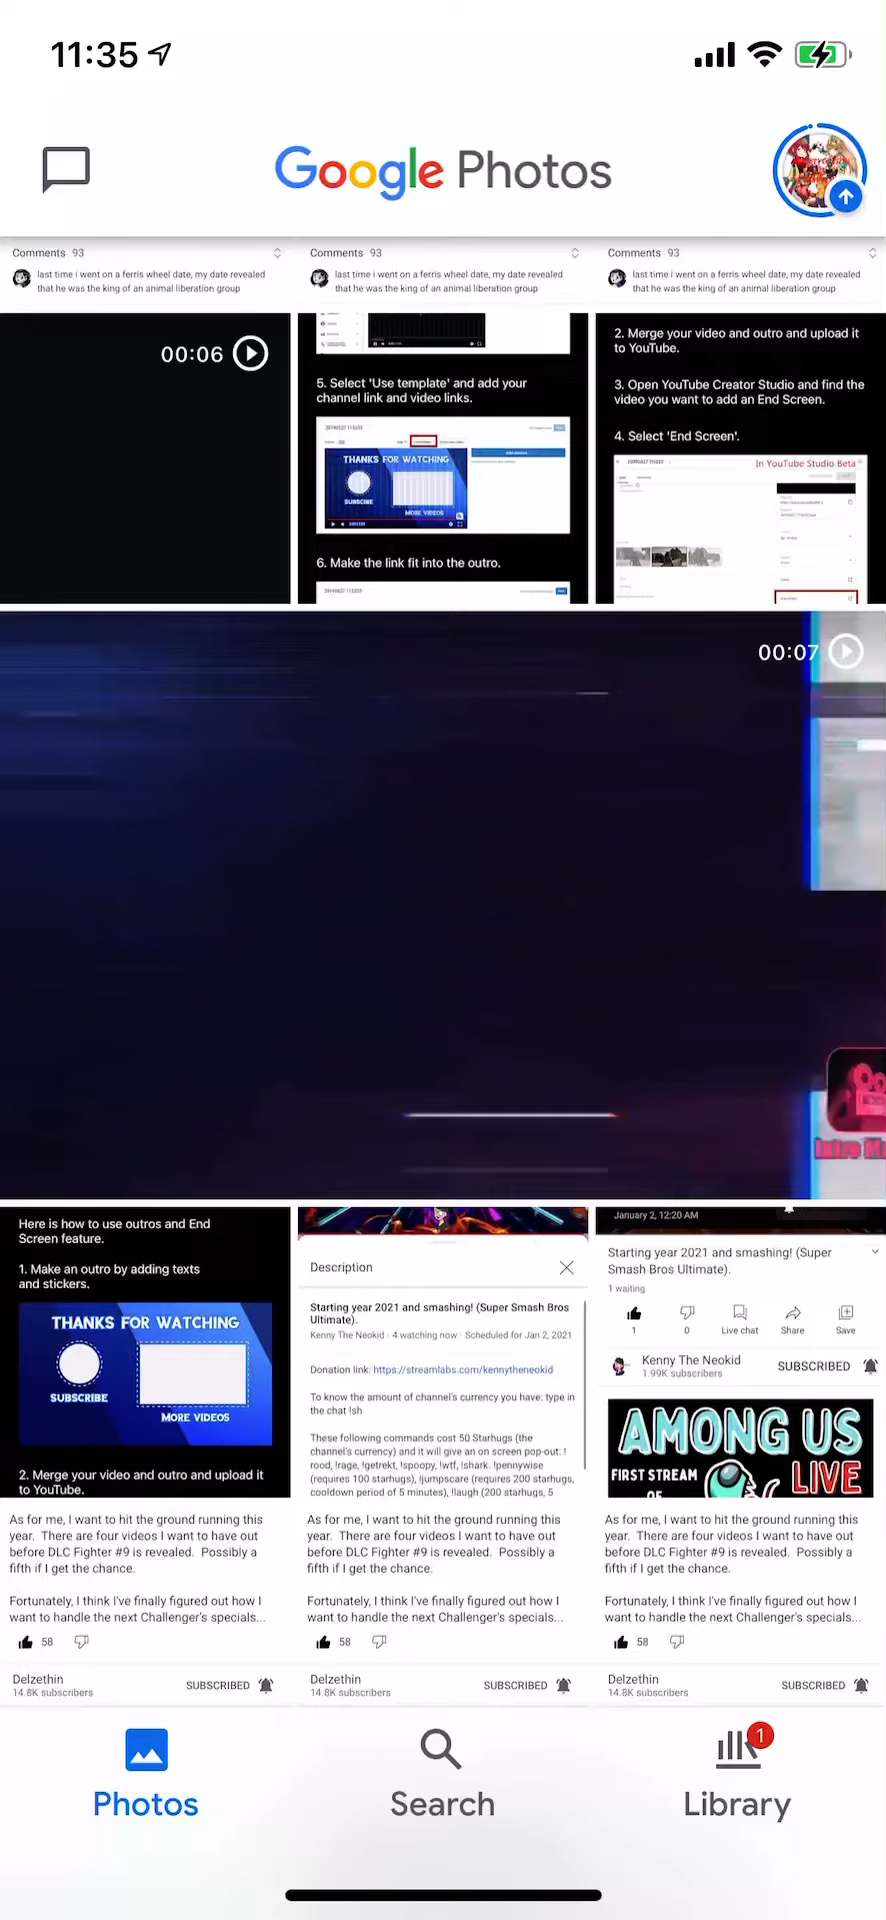 11:35
Google Photos
Comments 93
last time i went on a ferris wheel date, my date revealed
that he was the king of an animal liberation group
Comments 93
last time i went on a ferris wheel date, my date revealed
that he was the king of an animal liberation group
Comments 93
last time i went on a ferris wheel date, my date revealed
that he was the king of an animal liberation group
00:06
5. Select 'Use template' and add your
channel link and video links.
THANKS FOR WATCHING
SUBSCRIBE
MORE VIDEOS
6. Make the link fit into the outro.
2. Merge your video and outro and upload it
to YouTube.
3. Open YouTube Creator Studio and find the
video you want to add an End Screen.
4. Select 'End Screen'.
In YouTube Studio Beta
00:07
Here is how to use outros and End
Screen feature.
1. Make an outro by adding texts
and stickers.
THANKS FOR WATCHING
SUBSCRIBE
MORE VIDEOS
2. Merge your video and outro and upload it
to YouTube.
Description
Starting year 2021 and smashing! (Super Smash Bros
Ultimate).
Kenny The Neokid · 4 watching now · Scheduled for Jan 2, 2021
Donation link: https://streamlabs.com/kennytheneokid
To know the amount of channel's currency you have: type in
the chat !sh
These following commands cost 50 Starhugs (the
channel's currency) and it will give an on screen pop-out: !
rood, !rage, !getrekt, !spoopy, !wtf, !shark. !pennywise
(requires 100 starhugs), !jumpscare (requires 200 starhugs,
cooldown period of 5 minutes), !laugh (200 starhugs, 5
January 2, 12:20 AM
Starting year 2021 and smashing! (Super
Smash Bros Ultimate).
1 waiting
1 0 Live chat Share Save
Kenny The Neokid
1.99K subscribers
SUBSCRIBED
AMONG US
FIRST STREAM
OF
LIVE
As for me, I want to hit the ground running this
year. There are four videos I want to have out
before DLC Fighter #9 is revealed. Possibly a
fifth if I get the chance.
Fortunately, I think I've finally figured out how I
want to handle the next Challenger's specials...
58
Delzethin
14.8K subscribers
SUBSCRIBED
As for me, I want to hit the ground running this
year. There are four videos I want to have out
before DLC Fighter #9 is revealed. Possibly a
fifth if I get the chance.
Fortunately, I think I've finally figured out how I
want to handle the next Challenger's specials...
58
Delzethin
14.8K subscribers
SUBSCRIBED
As for me, I want to hit the ground running this
year. There are four videos I want to have out
before DLC Fighter #9 is revealed. Possibly a
fifth if I get the chance.
Fortunately, I think I've finally figured out how I
want to handle the next Challenger's specials...
58
Delzethin
14.8K subscribers
SUBSCRIBED
Photos
Search
Library
1